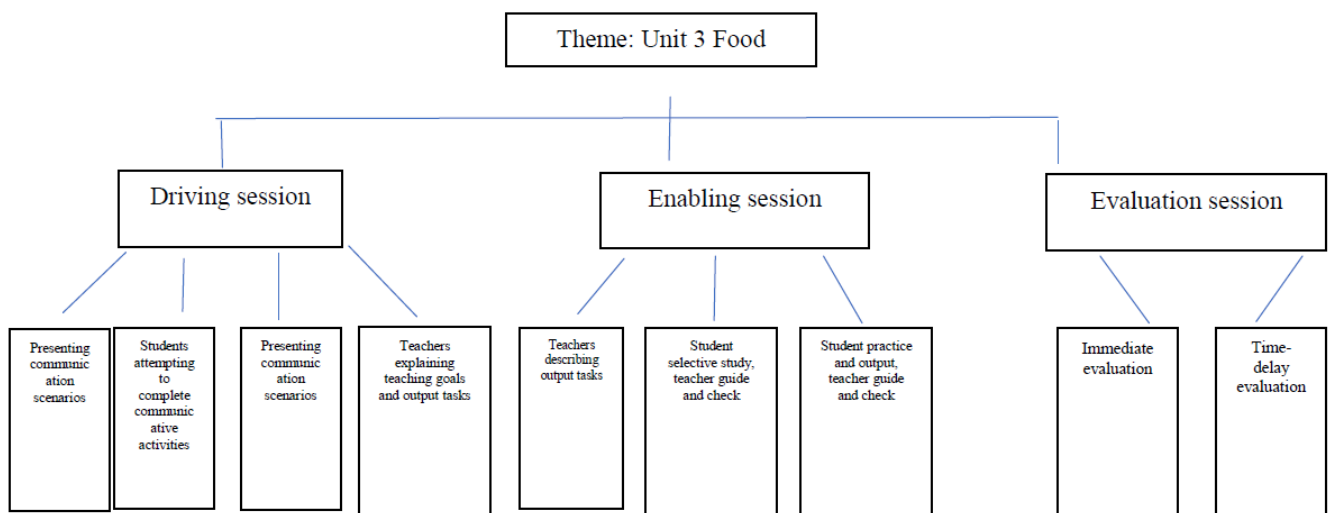 Theme: Unit 3 Food
Driving session
Enabling session
Evaluation session
Presenting
communic
ation
scenarios
Students
attempting
to
complete
communic
ative
activities
Presenting
communic
ation
scenarios
Teachers
explaining
teaching goals
and output tasks
Teachers
describing
output tasks
Student
selective study,
teacher guide
and check
Student practice
and output,
teacher guide
and check
Immediate
evaluation
Time-
delay
evaluation